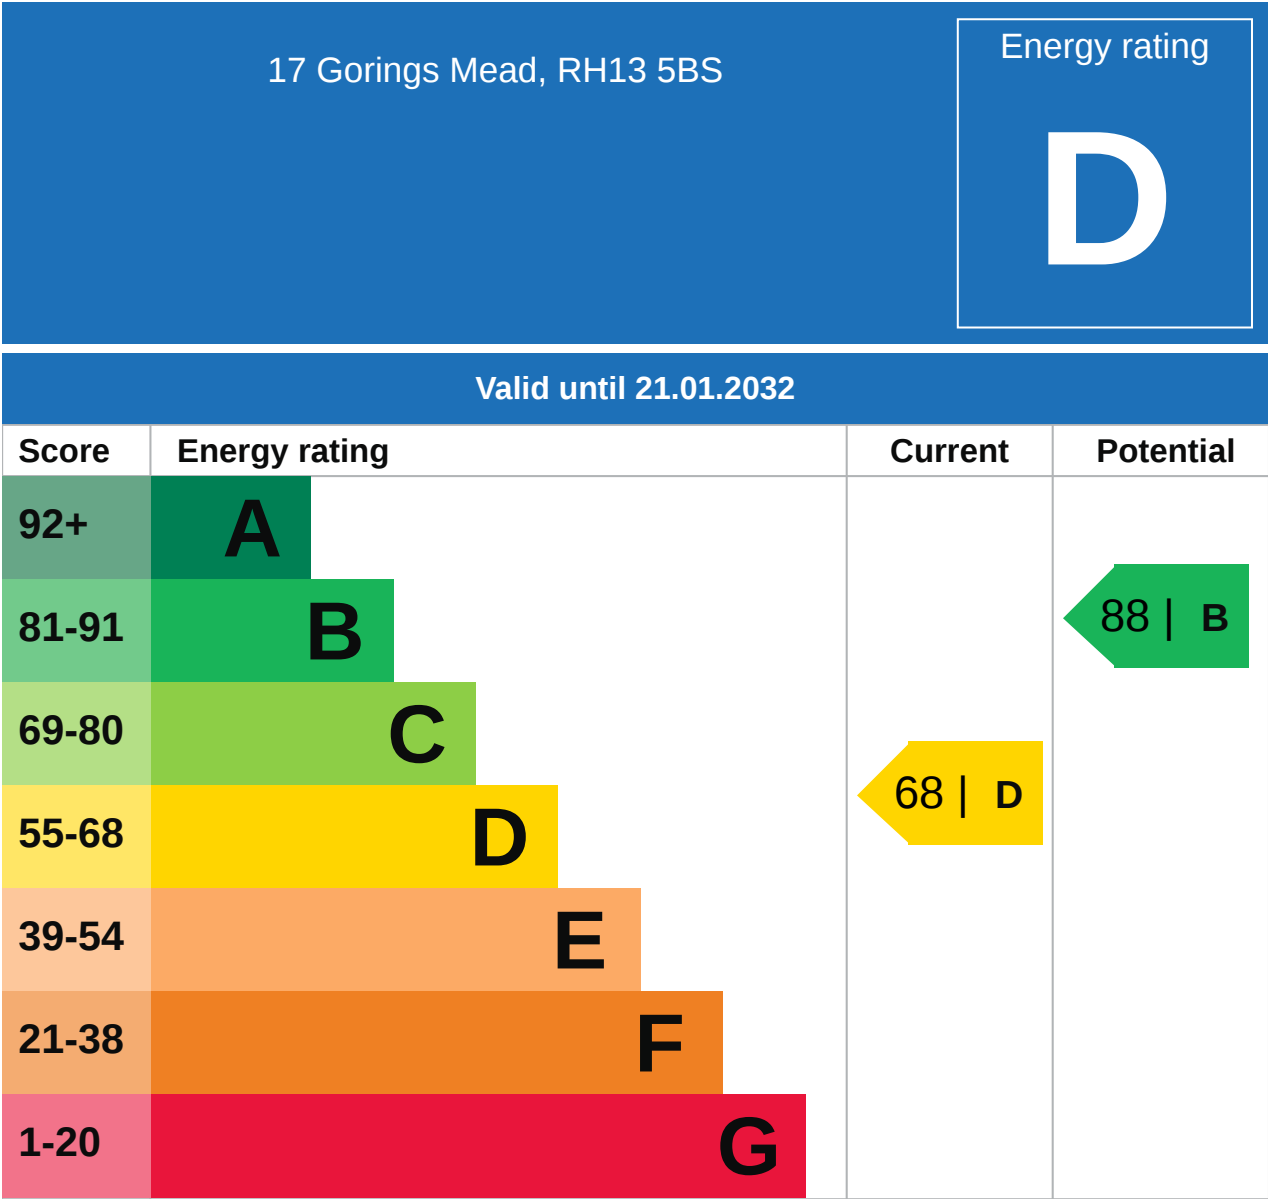 17 Gorings Mead, RH13 5BS
Energy rating
D
Valid until 21.01.2032
Score Energy rating Current Potential
92+ A
81-91 B
88 | B
69-80 C
68 | D
55-68 D
39-54 E
21-38 F
1-20 G